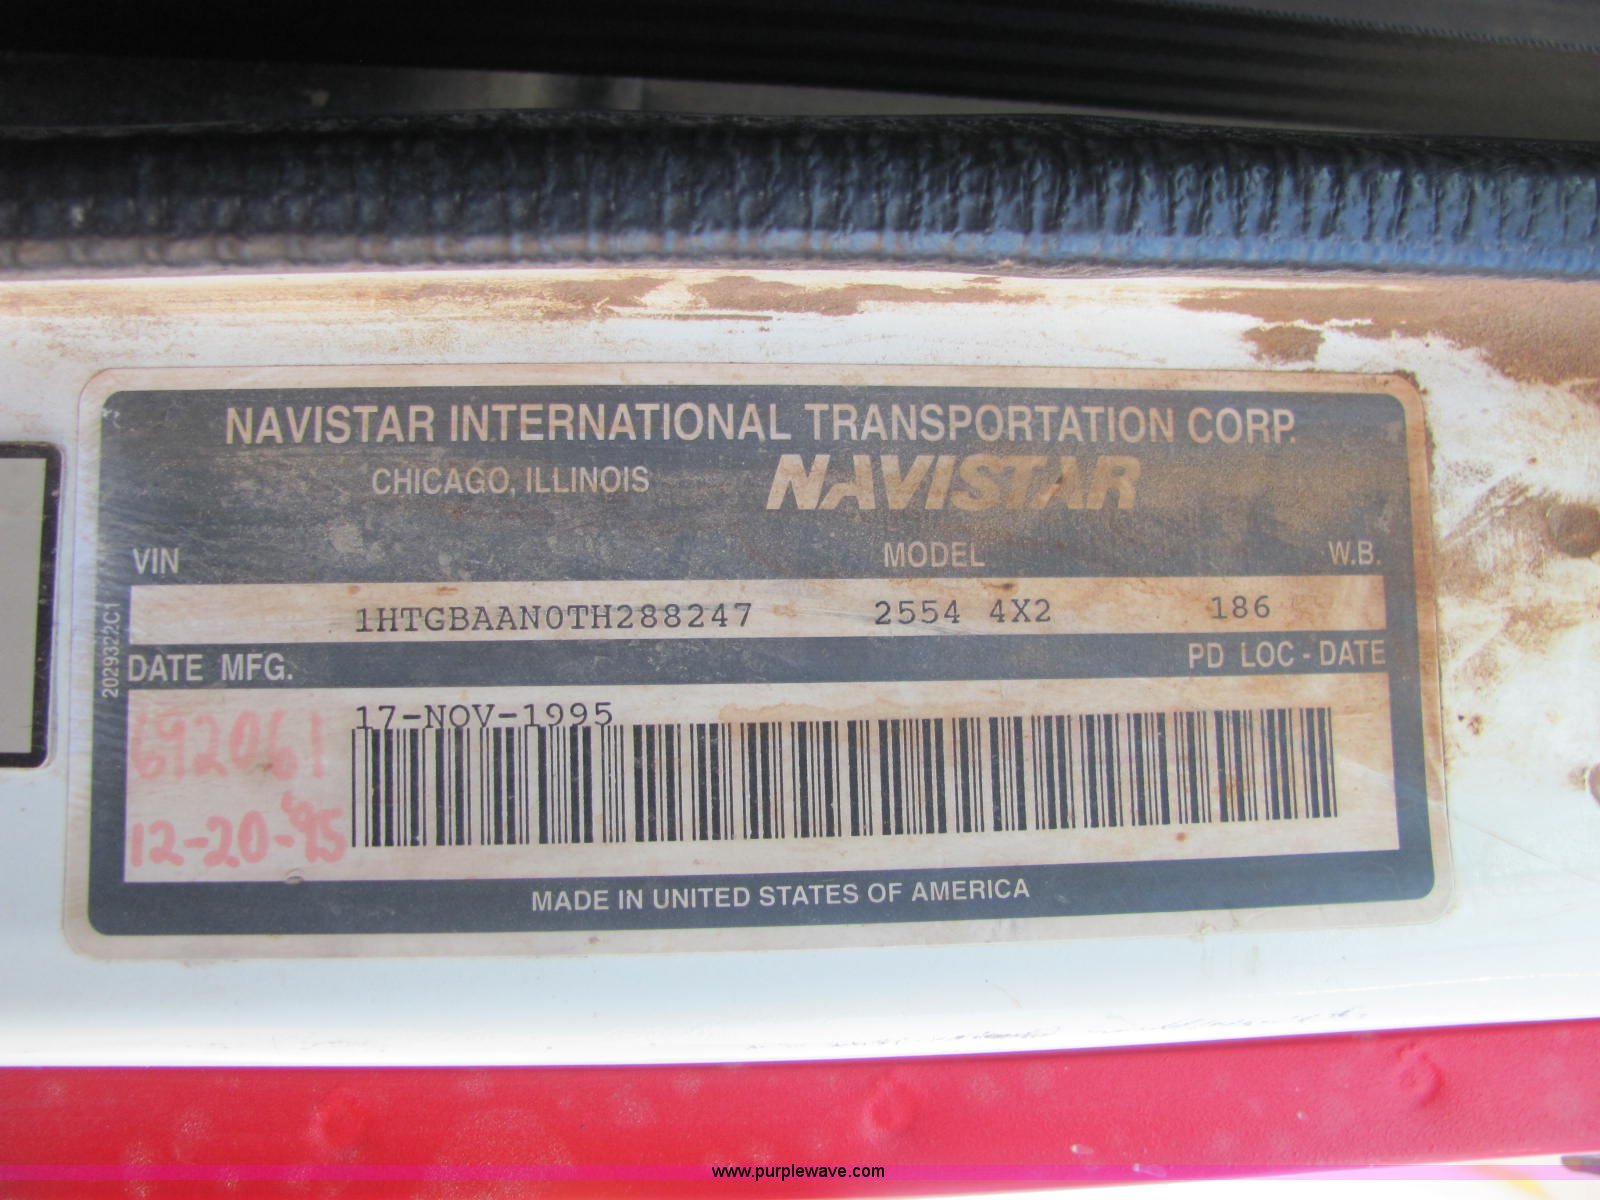 NAVISTAR INTERNATIONAL TRANSPORTATION CORP.
CHICAGO, ILLINOIS NAVISTAR
VIN MODEL W.B.
1HTGBAAN0TH288247 2554 4X2 186
2029322C1
DATE MFG. PD LOC - DATE
17-NOV-1995
692061
12-20-95
MADE IN UNITED STATES OF AMERICA
www.purplewave.com